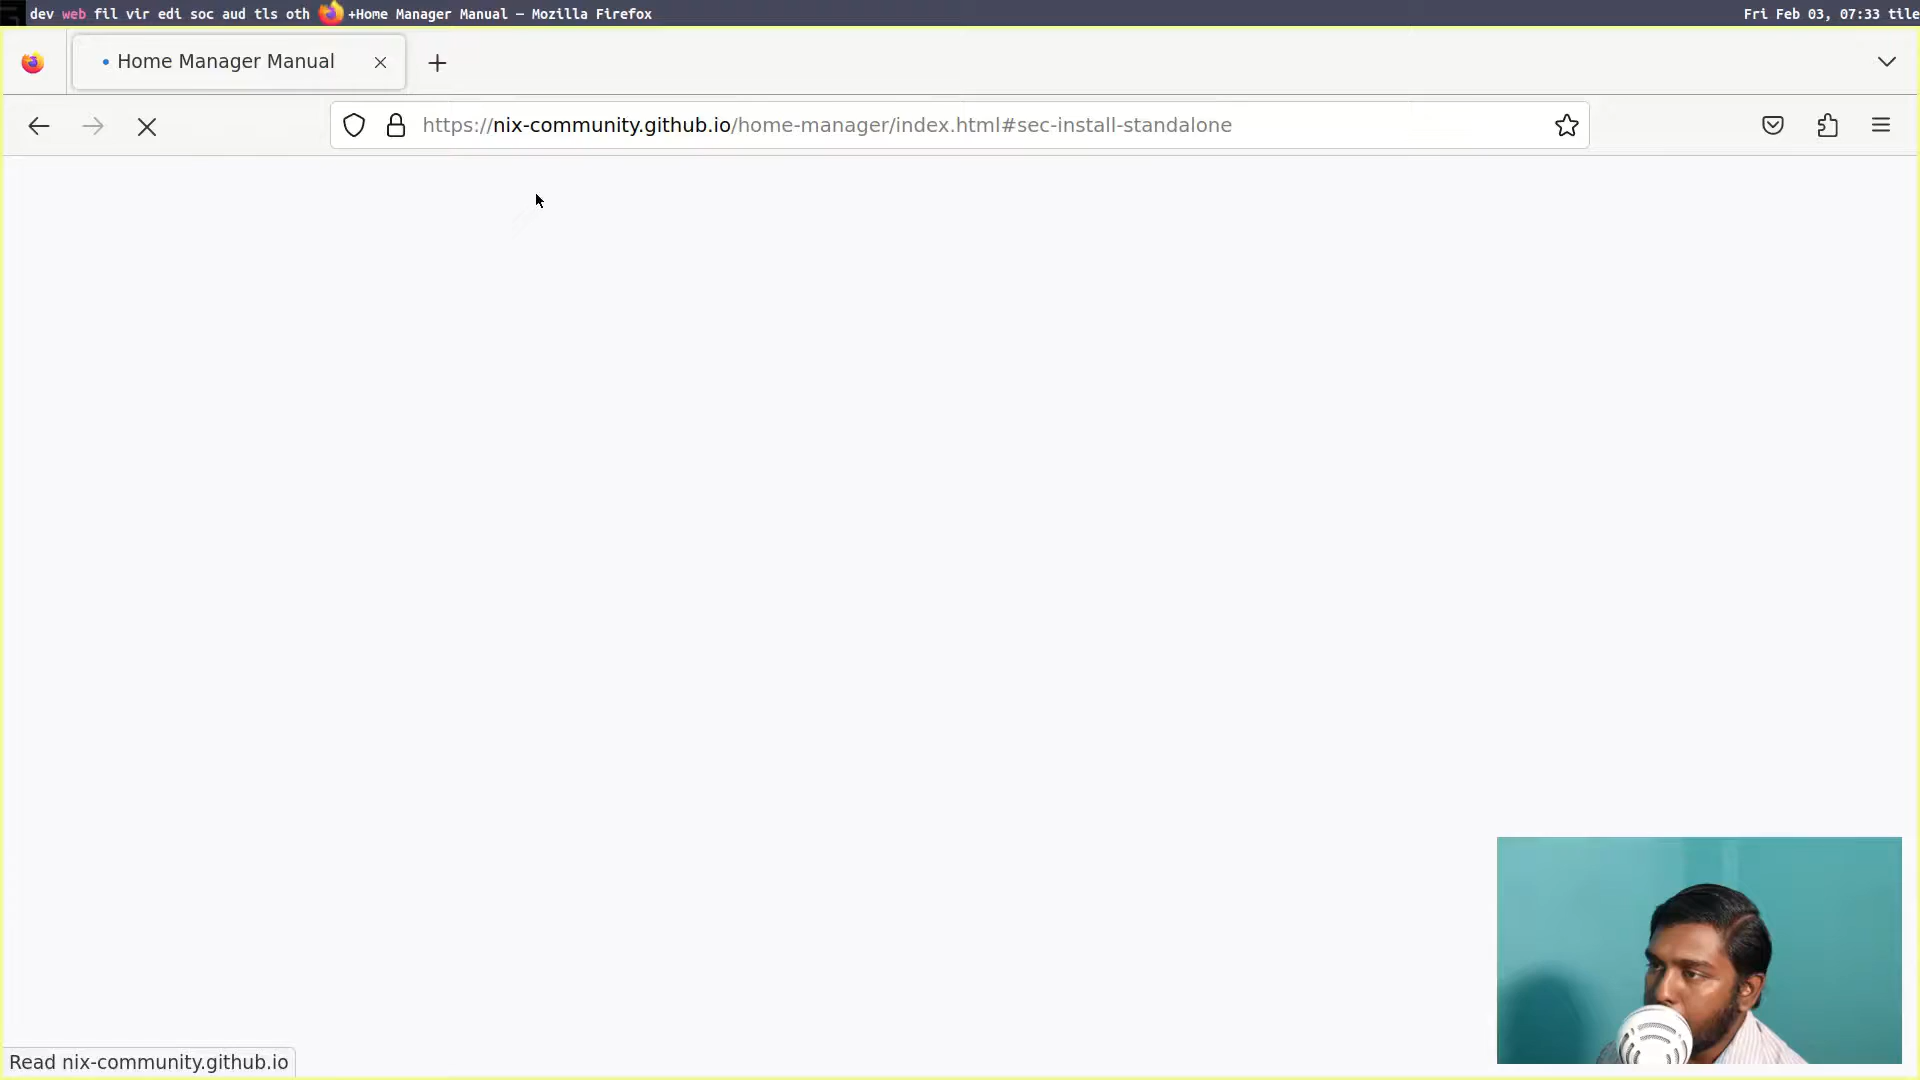 dev web fil vir edi soc aud tls oth +Home Manager Manual — Mozilla Firefox Fri Feb 03, 07:33 tile
Home Manager Manual
https://nix-community.github.io/home-manager/index.html#sec-install-standalone
Read nix-community.github.io